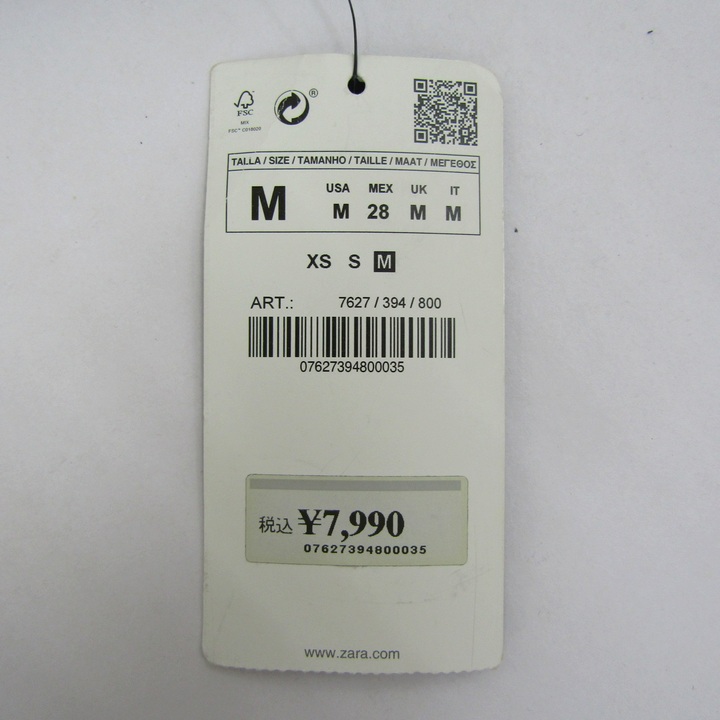 ®
FSC
MIX
TALLA / SIZE / TAMANHO / TAILLE / MAAT / ΜΕΓΕΘΟΣ
M
USA MEX UK IT
M 28 M M
XS S M
ART.: 7627 / 394 / 800
07627394800035
税込 ¥7,990
07627394800035
www.zara.com